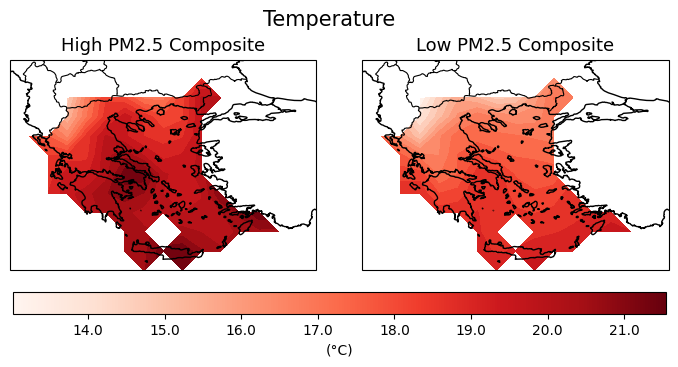 Temperature
High PM2.5 Composite
Low PM2.5 Composite
14.0 15.0 16.0 17.0 18.0 19.0 20.0 21.0
(°C)